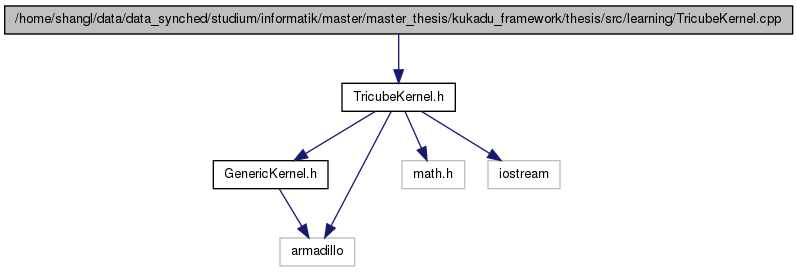 /home/shangl/data/data_synched/studium/informatik/master/master_thesis/kukadu_framework/thesis/src/learning/TricubeKernel.cpp
TricubeKernel.h
GenericKernel.h
math.h
iostream
armadillo